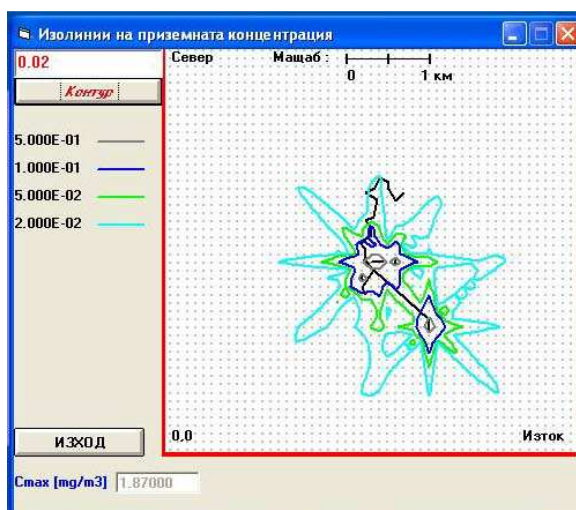 Изолинии на приземната концентрация
0.02
Контур
5.000E-01
1.000E-01
5.000E-02
2.000E-02
Север
Мащаб :
0 1 км
0,0
Изток
ИЗХОД
Cmax [mg/m3] 1.87000